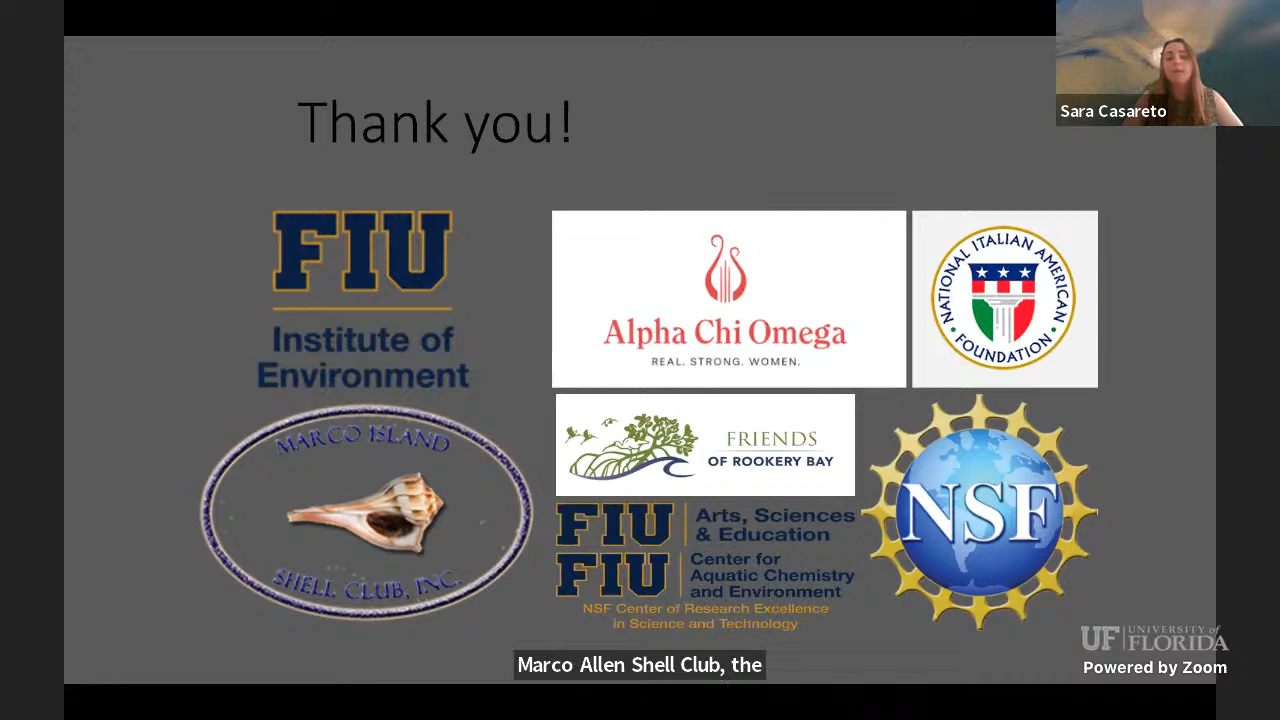 Sara Casareto
Thank you!
FIU
Institute of
Environment
Alpha Chi Omega
REAL. STRONG. WOMEN.
NATIONAL ITALIAN AMERICAN
FOUNDATION
MARCO ISLAND
SHELL CLUB, INC.
FRIENDS
OF ROOKERY BAY
FIU Arts, Sciences
& Education
FIU Center for
Aquatic Chemistry
and Environment
NSF Center of Research Excellence
in Science and Technology
NSF
UF UNIVERSITY of
FLORIDA
Powered by Zoom
Marco Allen Shell Club, the